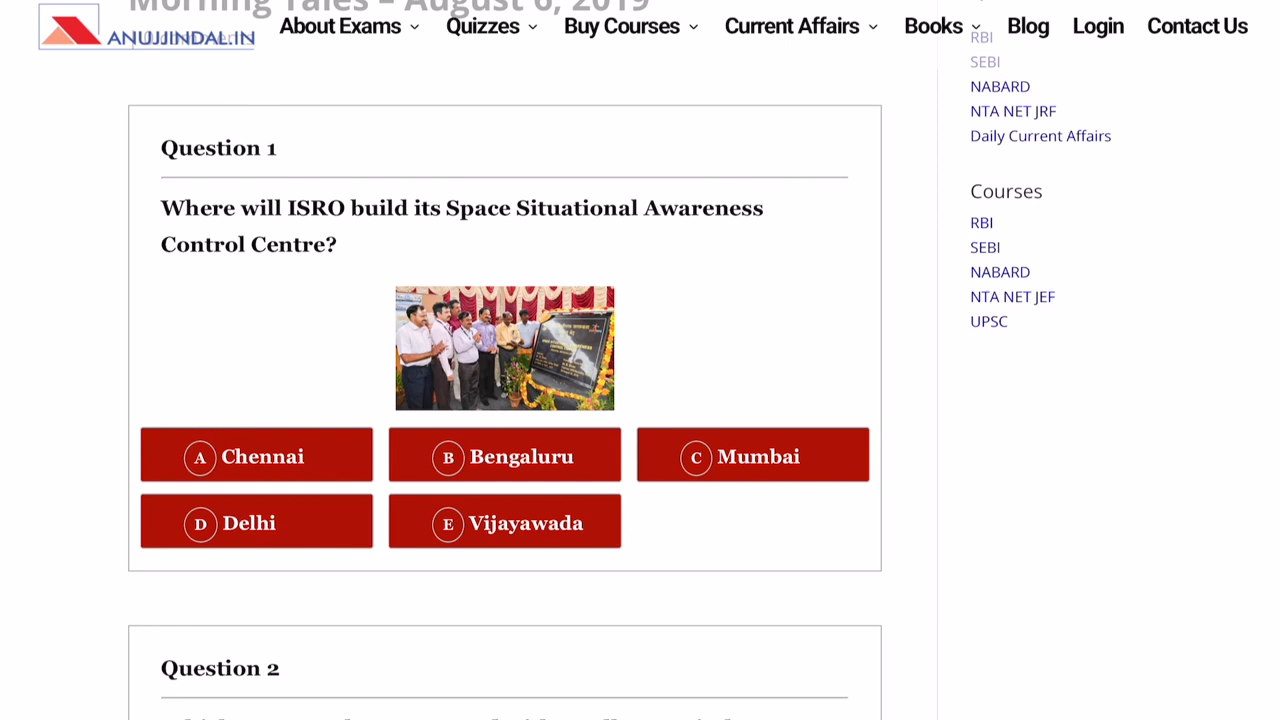 Morning Tales – August 6, 2019
ANUJJINDAL.IN
About Exams
Quizzes
Buy Courses
Current Affairs
Books
Blog
Login
Contact Us
RBI
SEBI
NABARD
NTA NET JRF
Daily Current Affairs
Courses
RBI
SEBI
NABARD
NTA NET JEF
UPSC
Question 1
Where will ISRO build its Space Situational Awareness
Control Centre?
A Chennai
B Bengaluru
C Mumbai
D Delhi
E Vijayawada
Question 2